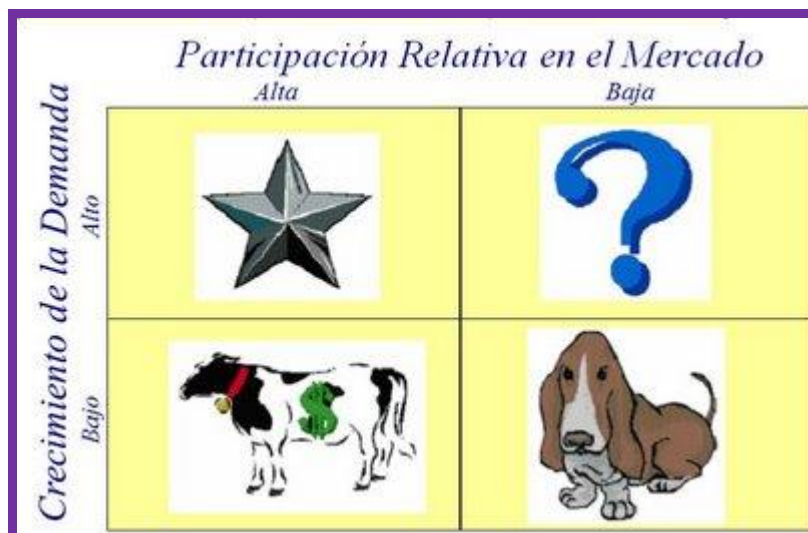 Participación Relativa en el Mercado
Alta Baja
Crecimiento de la Demanda
Alto
Bajo
$